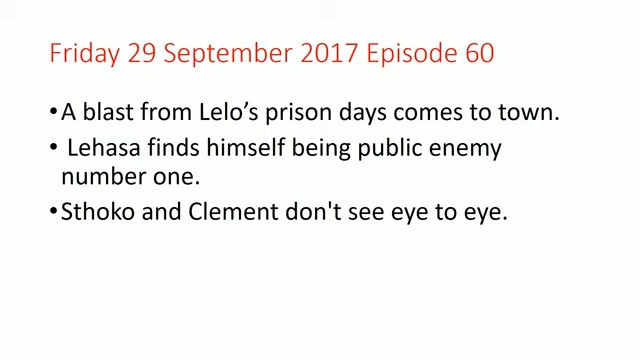 Friday 29 September 2017 Episode 60
•A blast from Lelo’s prison days comes to town.
• Lehasa finds himself being public enemy
number one.
•Sthoko and Clement don't see eye to eye.